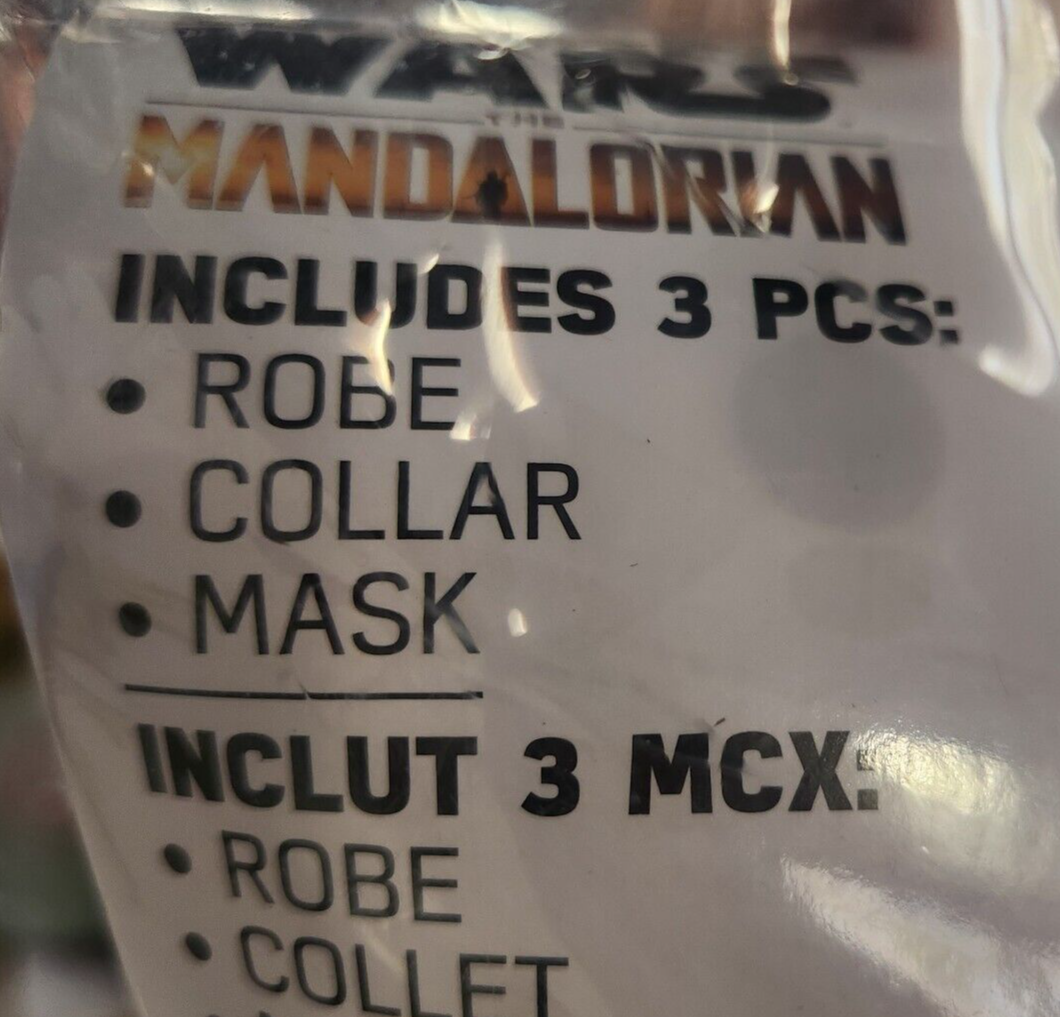 WARS
THE
MANDALORIAN
INCLUDES 3 PCS:
• ROBE
• COLLAR
• MASK
INCLUT 3 MCX:
• ROBE
• COLLET